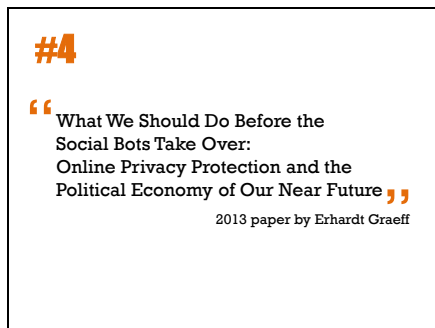 #4
“What We Should Do Before the
Social Bots Take Over:
Online Privacy Protection and the
Political Economy of Our Near Future”
2013 paper by Erhardt Graeff